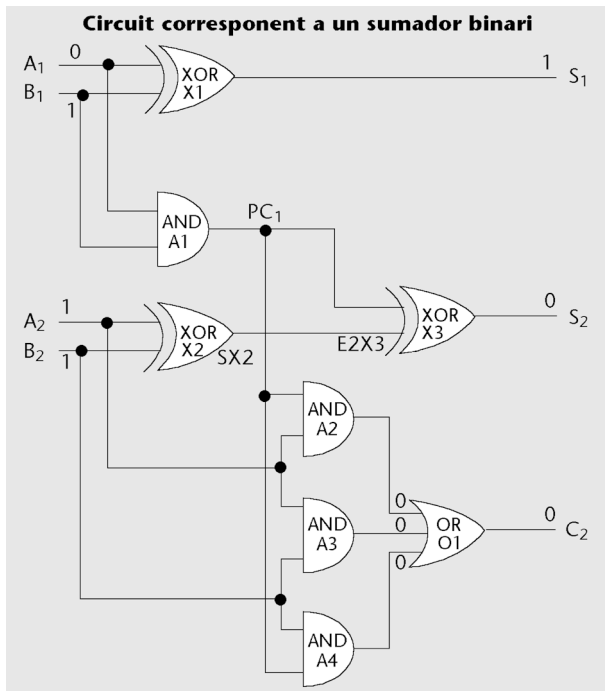 Circuit corresponent a un sumador binari
A1 0 XOR X1 1 S1
B1 1
AND A1 PC1
A2 1 XOR X2 SX2 E2X3 XOR X3 0 S2
B2 1
AND A2
AND A3 0 0 0 OR O1 0 C2
AND A4